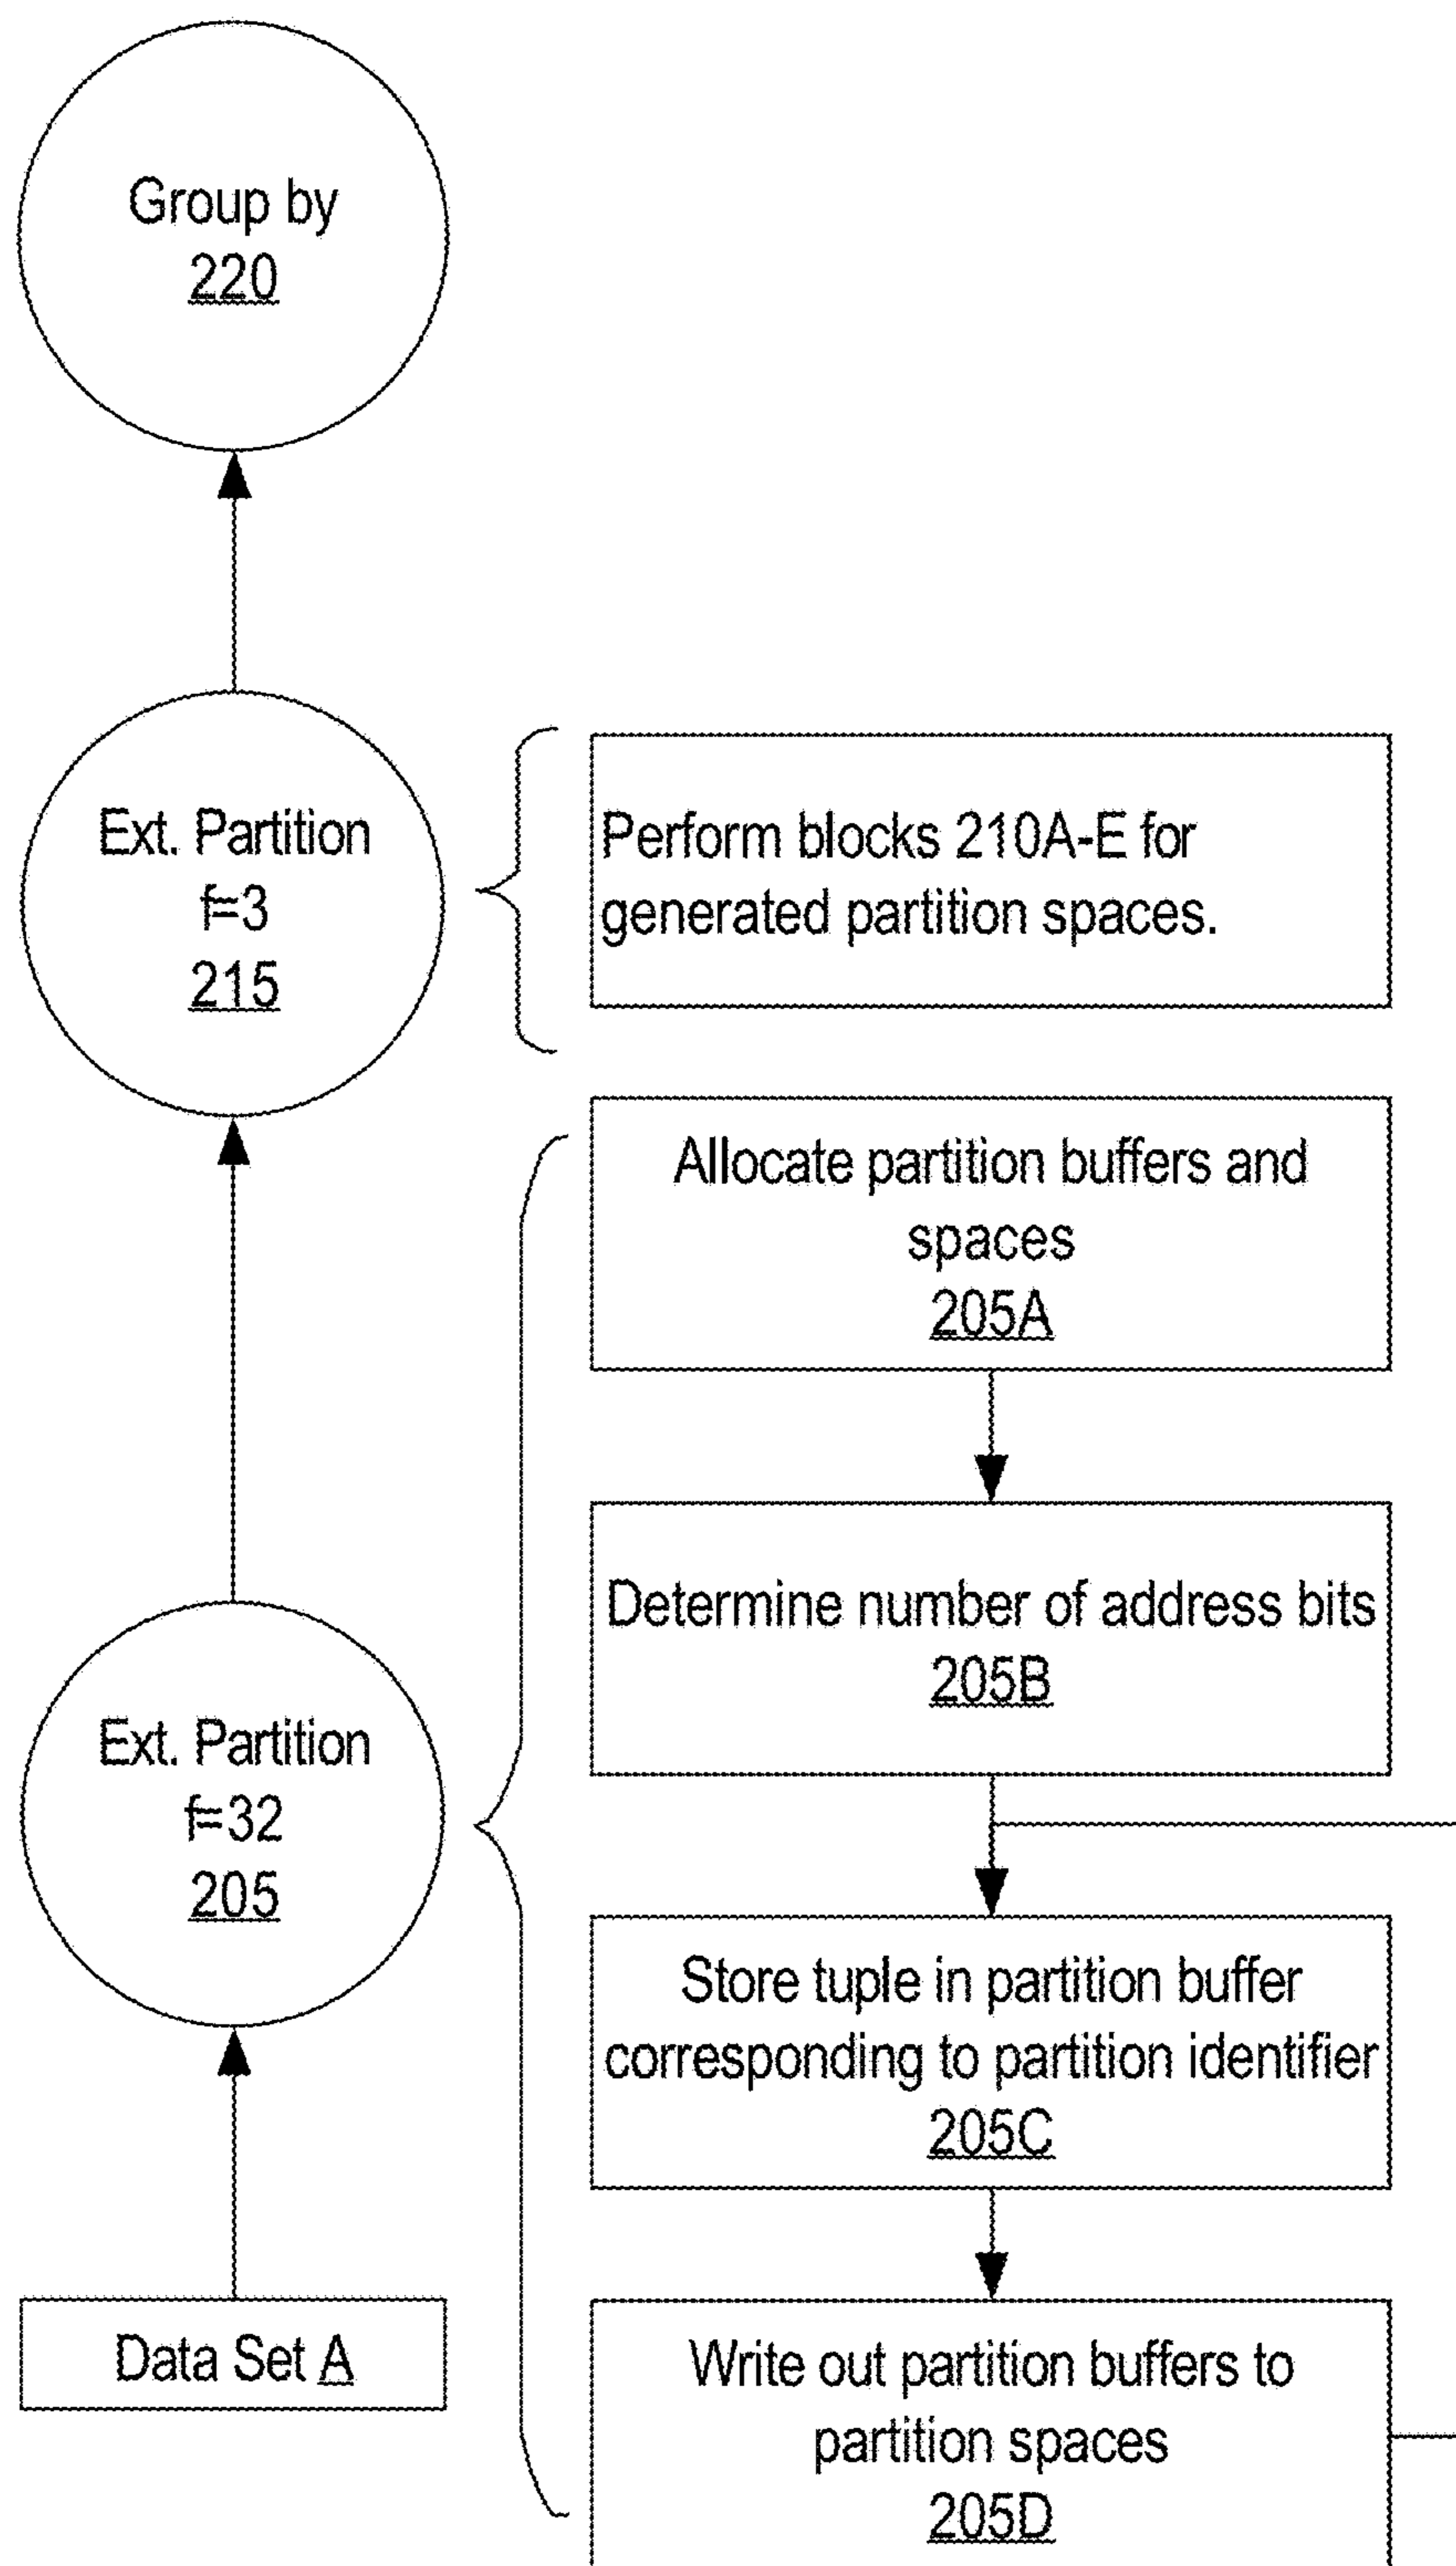 Group by
220
Ext. Partition
f=3
215
Perform blocks 210A-E for
generated partition spaces.
Allocate partition buffers and
spaces
205A
Determine number of address bits
205B
Ext. Partition
f=32
205
Store tuple in partition buffer
corresponding to partition identifier
205C
Data Set A
Write out partition buffers to
partition spaces
205D